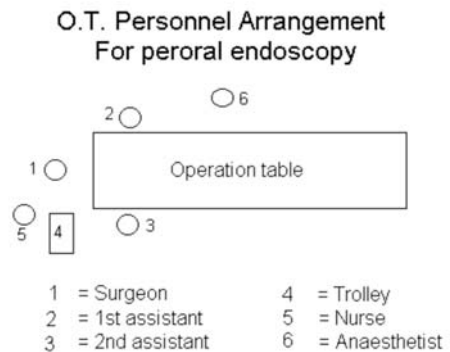 O.T. Personnel Arrangement
For peroral endoscopy
6
2
1
Operation table
5
4
3
1 = Surgeon
2 = 1st assistant
3 = 2nd assistant
4 = Trolley
5 = Nurse
6 = Anaesthetist